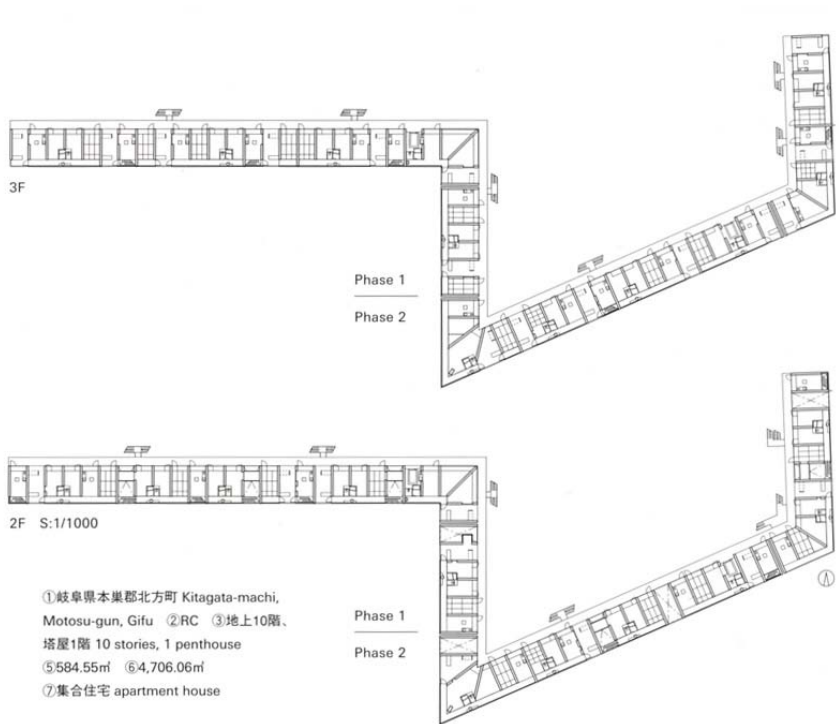 3F
Phase 1
Phase 2
2F S:1/1000
①岐阜県本巣郡北方町 Kitagata-machi,
Motosu-gun, Gifu ②RC ③地上10階、
塔屋1階 10 stories, 1 penthouse
⑤584.55㎡ ⑥4,706.06㎡
⑦集合住宅 apartment house
Phase 1
Phase 2